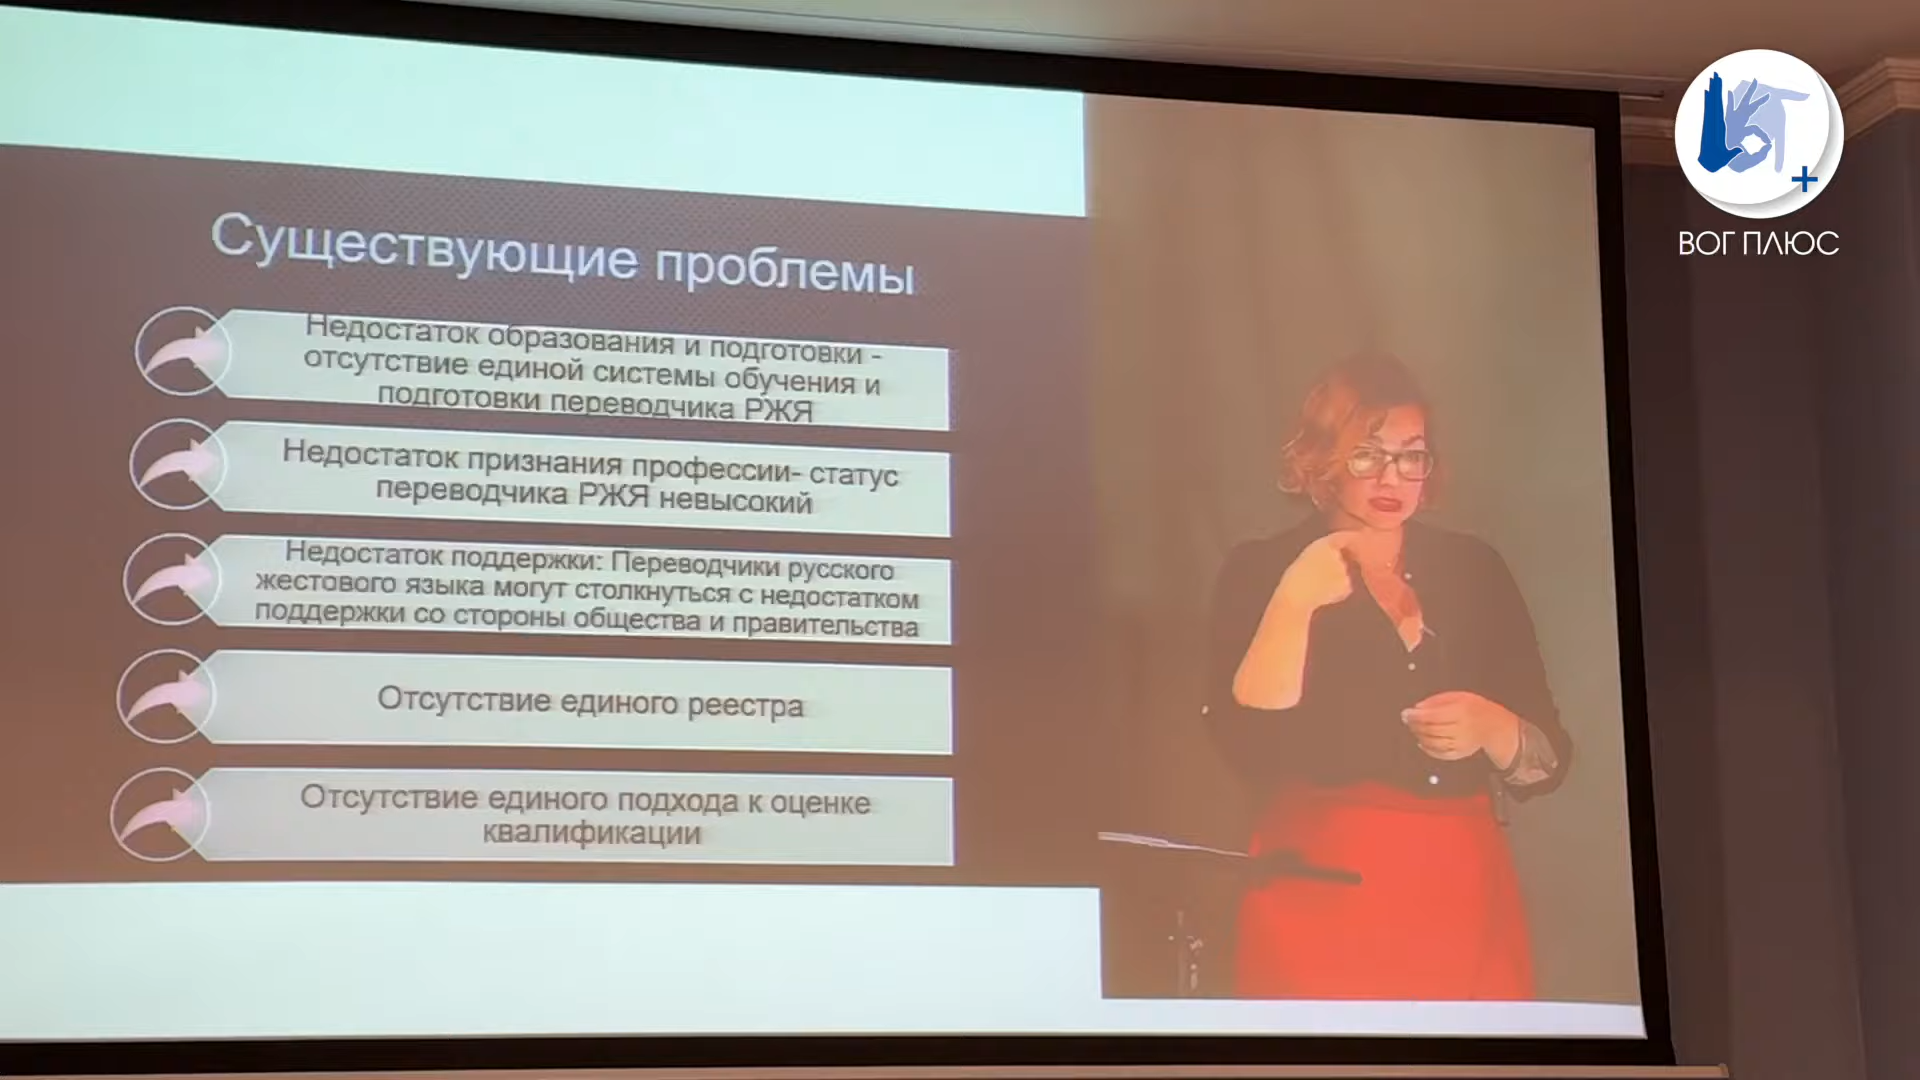 Существующие проблемы
Недостаток образования и подготовки -
отсутствие единой системы обучения и
подготовки переводчика РЖЯ
Недостаток признания профессии- статус
переводчика РЖЯ невысокий
Недостаток поддержки: Переводчики русского
жестового языка могут столкнуться с недостатком
поддержки со стороны общества и правительства
Отсутствие единого реестра
Отсутствие единого подхода к оценке
квалификации
ВОГ ПЛЮС